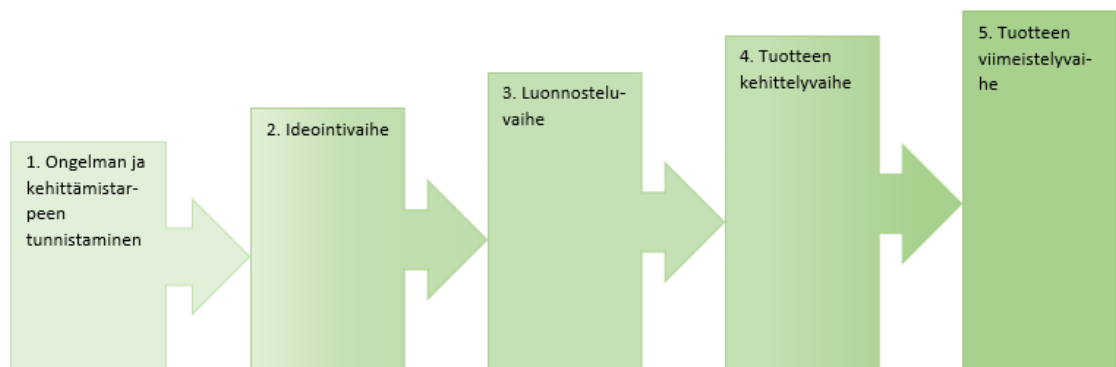 1. Ongelman ja
kehittämistar-
peen
tunnistaminen
2. Ideointivaihe
3. Luonnostelu-
vaihe
4. Tuotteen
kehittelyvaihe
5. Tuotteen
viimeistelyvai-
he